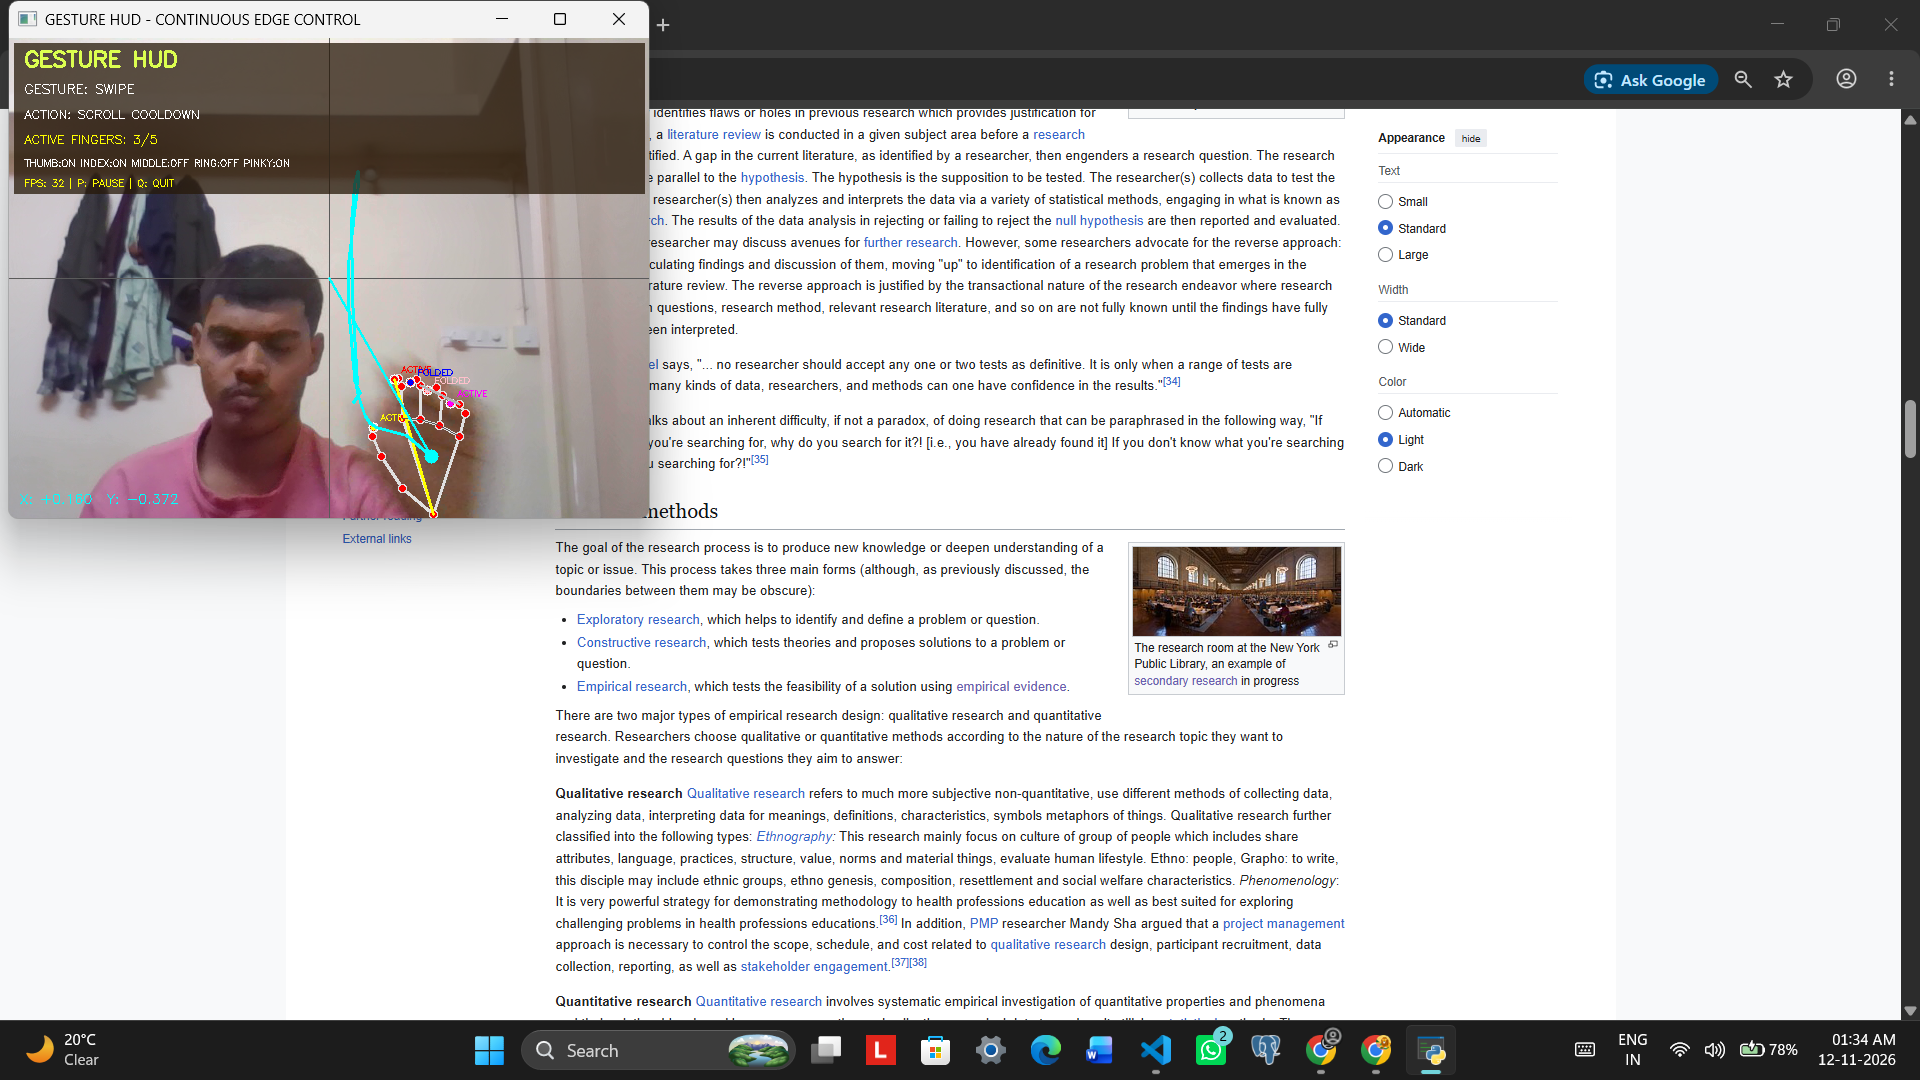 GESTURE HUD - CONTINUOUS EDGE CONTROL
GESTURE HUD
GESTURE: SWIPE
ACTION: SCROLL COOLDOWN
ACTIVE FINGERS: 3/5
THUMB:ON INDEX:ON MIDDLE:OFF RING:OFF PINKY:ON
FPS: 32 | P: PAUSE | Q: QUIT
ACTIVE
FOLDED
FOLDED
ACTIVE
Y: -0.372
Ask Google
identifies flaws or holes in previous research which provides justification for
, a literature review is conducted in a given subject area before a research
tified. A gap in the current literature, as identified by a researcher, then engenders a research question. The research
parallel to the hypothesis. The hypothesis is the supposition to be tested. The researcher(s) collects data to test the
researcher(s) then analyzes and interprets the data via a variety of statistical methods, engaging in what is known as
rch. The results of the data analysis in rejecting or failing to reject the null hypothesis are then reported and evaluated.
researcher may discuss avenues for further research. However, some researchers advocate for the reverse approach:
culating findings and discussion of them, moving "up" to identification of a research problem that emerges in the
rature review. The reverse approach is justified by the transactional nature of the research endeavor where research
questions, research method, relevant research literature, and so on are not fully known until the findings have fully
een interpreted.
el says, "... no researcher should accept any one or two tests as definitive. It is only when a range of tests are
many kinds of data, researchers, and methods can one have confidence in the results."[34]
lks about an inherent difficulty, if not a paradox, of doing research that can be paraphrased in the following way, "If
you're searching for, why do you search for it?! [i.e., you have already found it] If you don't know what you're searching
u searching for?!"[35]
methods
External links
The goal of the research process is to produce new knowledge or deepen understanding of a
topic or issue. This process takes three main forms (although, as previously discussed, the
boundaries between them may be obscure):
• Exploratory research, which helps to identify and define a problem or question.
• Constructive research, which tests theories and proposes solutions to a problem or
question.
• Empirical research, which tests the feasibility of a solution using empirical evidence.
The research room at the New York
Public Library, an example of
secondary research in progress
There are two major types of empirical research design: qualitative research and quantitative
research. Researchers choose qualitative or quantitative methods according to the nature of the research topic they want to
investigate and the research questions they aim to answer:
Qualitative research Qualitative research refers to much more subjective non-quantitative, use different methods of collecting data,
analyzing data, interpreting data for meanings, definitions, characteristics, symbols metaphors of things. Qualitative research further
classified into the following types: Ethnography: This research mainly focus on culture of group of people which includes share
attributes, language, practices, structure, value, norms and material things, evaluate human lifestyle. Ethno: people, Grapho: to write,
this disciple may include ethnic groups, ethno genesis, composition, resettlement and social welfare characteristics. Phenomenology:
It is very powerful strategy for demonstrating methodology to health professions education as well as best suited for exploring
challenging problems in health professions educations.[36] In addition, PMP researcher Mandy Sha argued that a project management
approach is necessary to control the scope, schedule, and cost related to qualitative research design, participant recruitment, data
collection, reporting, as well as stakeholder engagement.[37][38]
Quantitative research Quantitative research involves systematic empirical investigation of quantitative properties and phenomena
Appearance hide
Text
Small
Standard
Large
Width
Standard
Wide
Color
Automatic
Light
Dark
20°C
Clear
Search
L
W
2
ENG
IN
78%
01:34 AM
12-11-2026